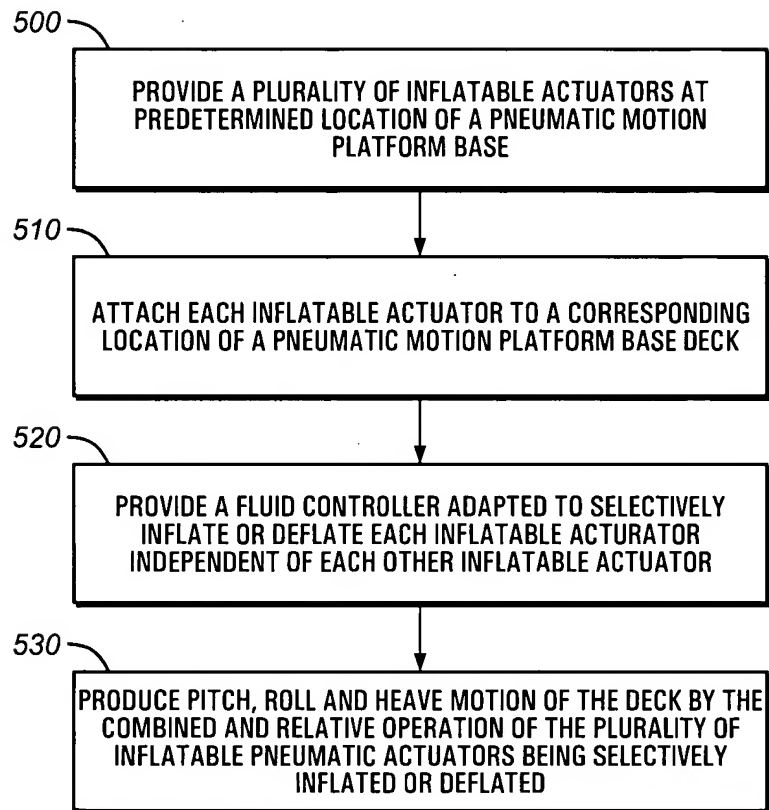 500
PROVIDE A PLURALITY OF INFLATABLE ACTUATORS AT
PREDETERMINED LOCATION OF A PNEUMATIC MOTION
PLATFORM BASE
510
ATTACH EACH INFLATABLE ACTUATOR TO A CORRESPONDING
LOCATION OF A PNEUMATIC MOTION PLATFORM BASE DECK
520
PROVIDE A FLUID CONTROLLER ADAPTED TO SELECTIVELY
INFLATE OR DEFLATE EACH INFLATABLE ACTURATOR
INDEPENDENT OF EACH OTHER INFLATABLE ACTUATOR
530
PRODUCE PITCH, ROLL AND HEAVE MOTION OF THE DECK BY THE
COMBINED AND RELATIVE OPERATION OF THE PLURALITY OF
INFLATABLE PNEUMATIC ACTUATORS BEING SELECTIVELY
INFLATED OR DEFLATED